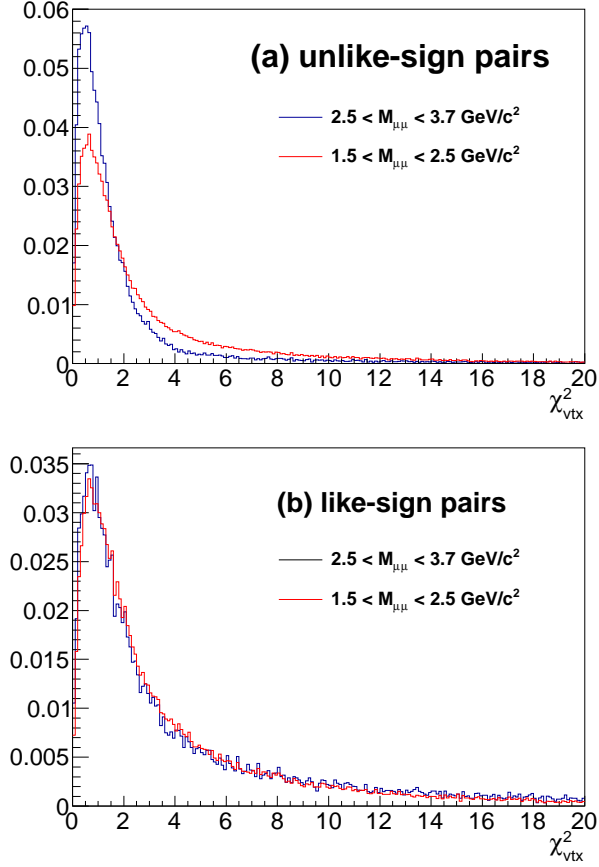 0.06
(a) unlike-sign pairs
0.05
2.5 < Mμμ < 3.7 GeV/c²
0.04
1.5 < Mμμ < 2.5 GeV/c²
0.03
0.02
0.01
0
0 2 4 6 8 10 12 14 16 18 20
χ²vtx
0.035
(b) like-sign pairs
0.03
2.5 < Mμμ < 3.7 GeV/c²
0.025
1.5 < Mμμ < 2.5 GeV/c²
0.02
0.015
0.01
0.005
0
0 2 4 6 8 10 12 14 16 18 20
χ²vtx